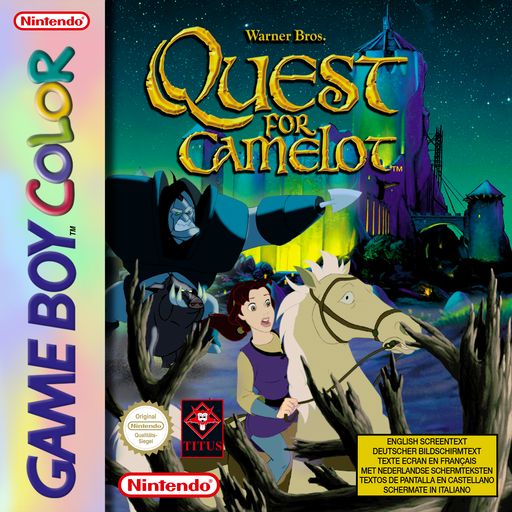 Nintendo
GAME BOY COLOR
TM
Warner Bros.
QUEST
FOR
CAMELOT
TM
Original
Nintendo
Qualitäts-
Siegel
TITUS
Nintendo
ENGLISH SCREENTEXT
DEUTSCHER BILDSCHIRMTEXT
TEXTE ECRAN EN FRANÇAIS
MET NEDERLANDSE SCHERMTEKSTEN
TEXTOS DE PANTALLA EN CASTELLANO
SCHERMATE IN ITALIANO